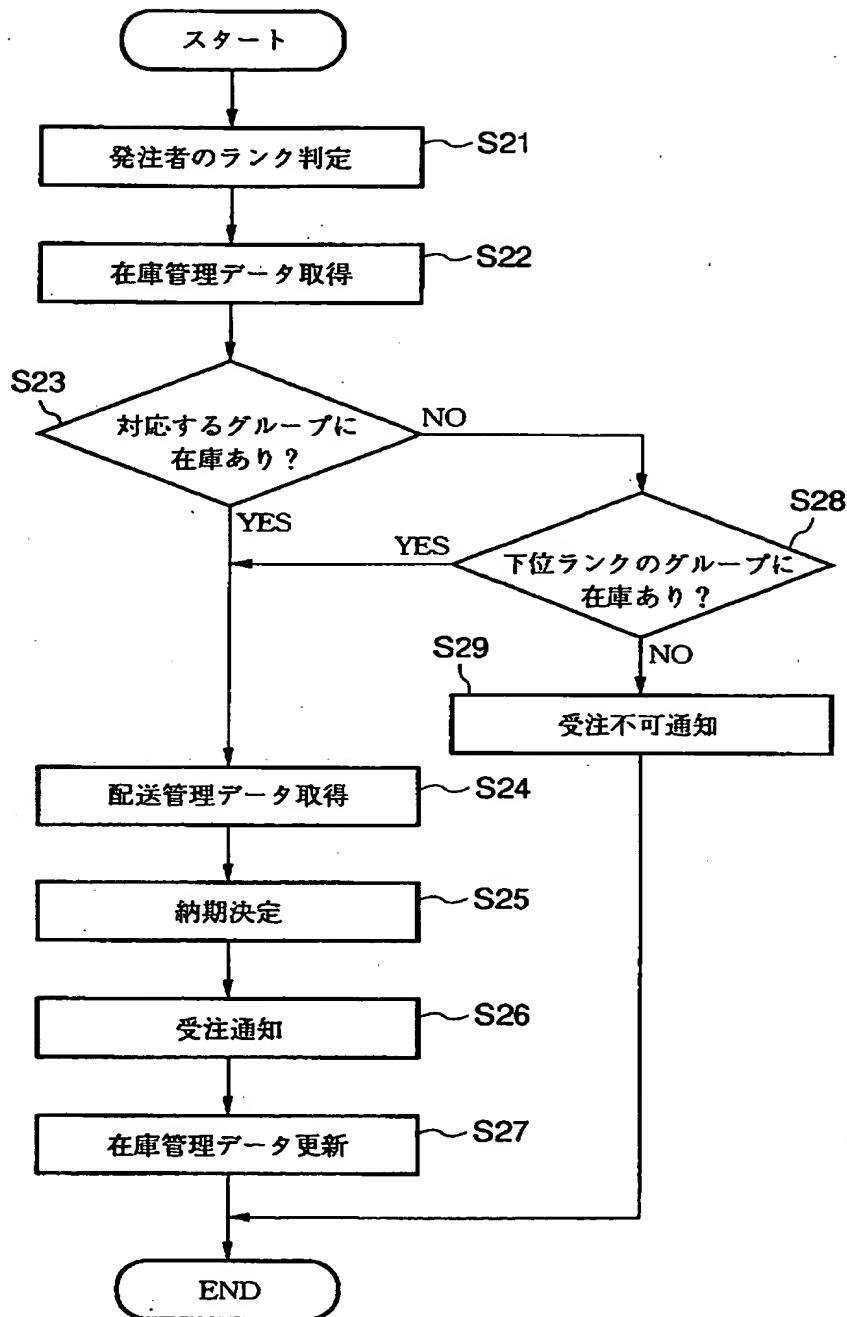 スタート
発注者のランク判定
S21
在庫管理データ取得
S22
S23
対応するグループに
在庫あり?
NO
YES
S28
下位ランクのグループに
在庫あり?
YES
NO
S29
受注不可通知
配送管理データ取得
S24
納期決定
S25
受注通知
S26
在庫管理データ更新
S27
END